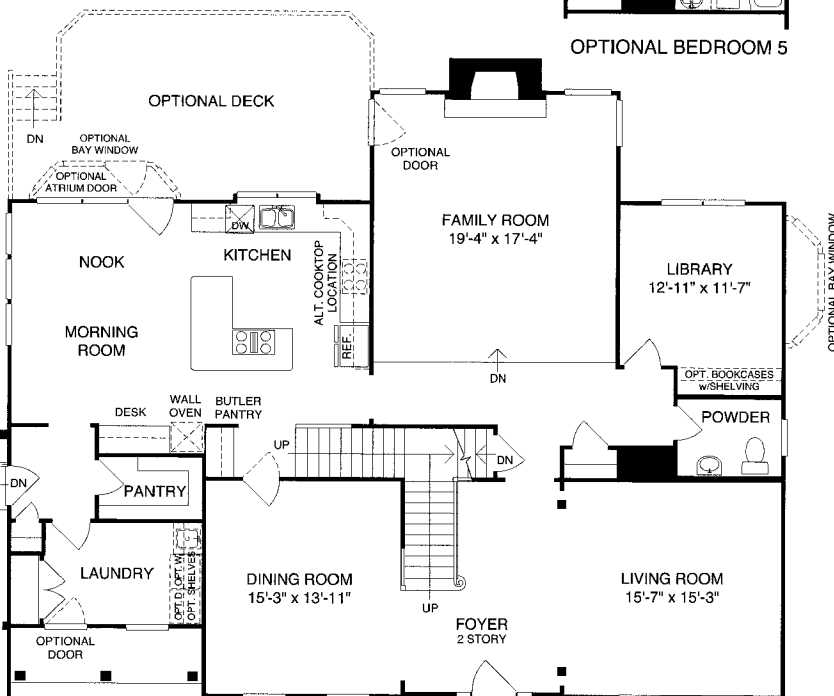 OPTIONAL BEDROOM 5
OPTIONAL DECK
DN
OPTIONAL
BAY WINDOW
OPTIONAL
ATRIUM DOOR
OPTIONAL
DOOR
DW
FAMILY ROOM
19'-4" x 17'-4"
NOOK
KITCHEN
ALT. COOKTOP
LOCATION
LIBRARY
12'-11" x 11'-7"
OPTIONAL BAY WINDOW
MORNING
ROOM
REF.
DN
OPT. BOOKCASES
w/SHELVING
DESK
WALL
OVEN
BUTLER
PANTRY
POWDER
UP
DN
DN
PANTRY
LAUNDRY
OPT. D
OPT. W
OPT. SHELVES
DINING ROOM
15'-3" x 13'-11"
UP
FOYER
2 STORY
LIVING ROOM
15'-7" x 15'-3"
OPTIONAL
DOOR